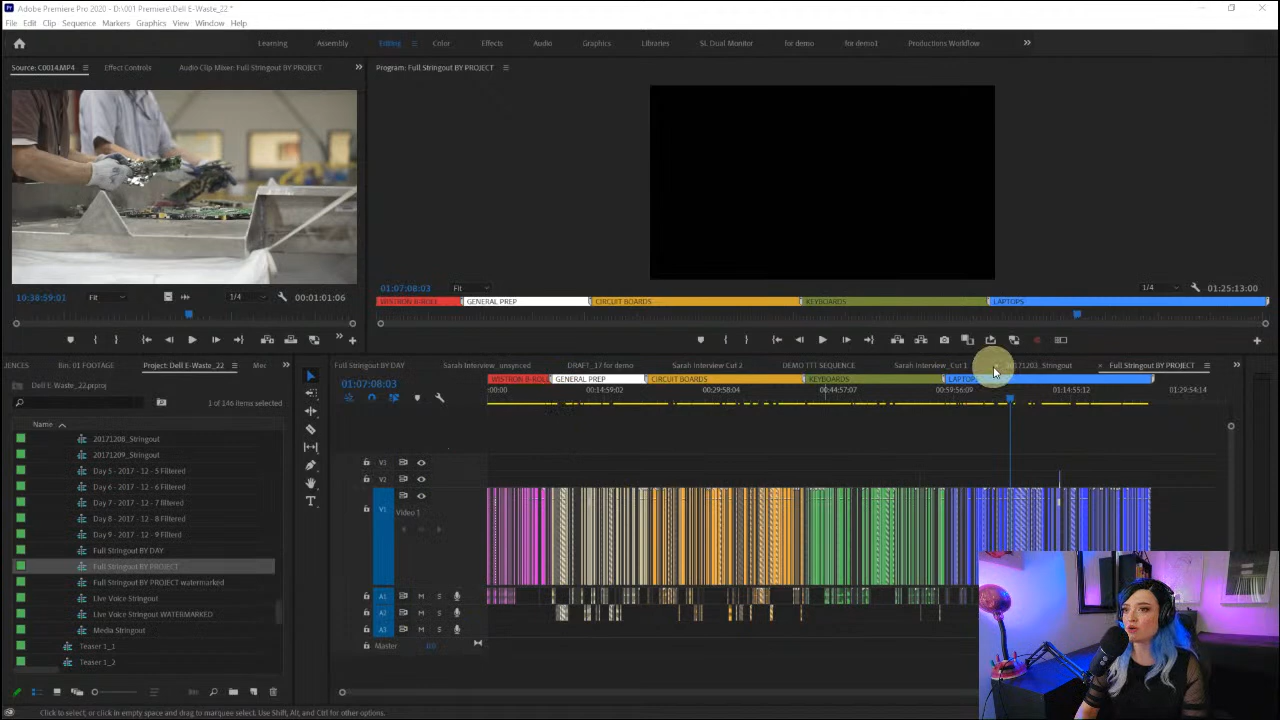 Adobe Premiere Pro 2020 - D:\001 Premiere\Dell E-Waste_22 *
File Edit Clip Sequence Markers Graphics View Window Help
Learning Assembly Editing Color Effects Audio Graphics Libraries SL Dual Monitor for demo for demo1 Productions Workflow
Source: C0014.MP4 Effect Controls Audio Clip Mixer: Full Stringout BY PROJECT
Program: Full Stringout BY PROJECT
10:38:59:01 Fit 1/4 00:01:01:06
01:07:08:03 Fit 1/4 01:25:13:00
WISTRON B-ROLL GENERAL PREP CIRCUIT BOARDS KEYBOARDS LAPTOPS
ENCES Bin: 01 FOOTAGE Project: Dell E-Waste_22 Me
Full Stringout BY DAY Sarah Interview_unsynced DRAFT_17 for demo Sarah Interview Cut 2 DEMO TTT SEQUENCE Sarah Interview_Cut 1 20171203_Stringout Full Stringout BY PROJECT
Dell E-Waste_22.prproj
1 of 146 items selected
Name
20171208_Stringout
20171209_Stringout
Day 5 - 2017 - 12 - 5 Filtered
Day 6 - 2017 - 12 - 6 Filtered
Day 7 - 2017 - 12 - 7 filtered
Day 8 - 2017 - 12 - 8 Filtered
Day 9 - 2017 - 12 - 9 Filterd
Full Stringout BY DAY
Full Stringout BY PROJECT
Full Stringout BY PROJECT watermarked
Live Voice Stringout
Live Voice Stringout WATERMARKED
Media Stringout
Teaser 1_1
Teaser 1_2
01:07:08:03
WISTRON B-ROL GENERAL PREP CIRCUIT BOARDS KEYBOARDS LAPTOPS
:00:00 00:14:59:02 00:29:58:04 00:44:57:07 00:59:56:09 01:14:55:12 01:29:54:14
V3
V2
V1 Video 1
A1 M S
A2 M S
A3 M S
Master 0.0
Click to select, or click in empty space and drag to marquee select. Use Shift, Alt, and Ctrl for other options.